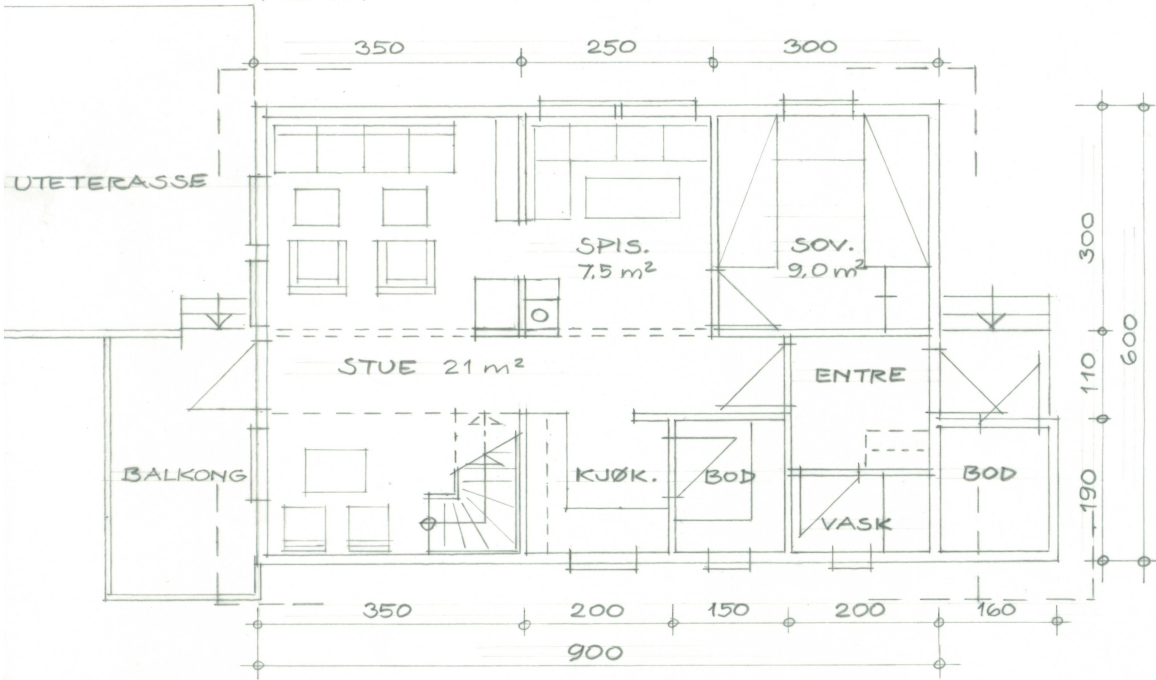 350
250
300
UTETERASSE
SPIS.
7.5 m²
SOV.
9.0 m²
300
600
STUE 21 m²
ENTRE
110
BALKONG
KJØK.
BOD
VASK
BOD
190
350
200
150
200
160
900